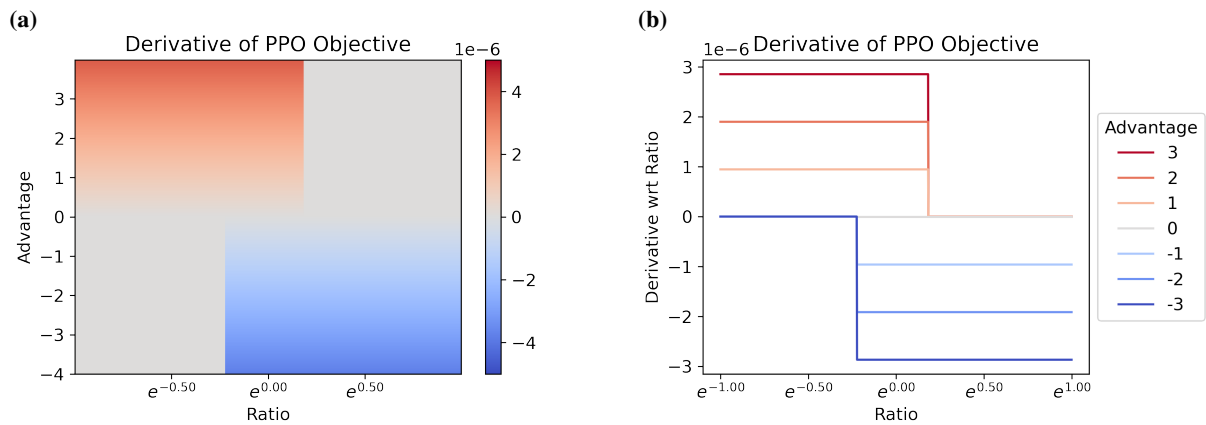 (a)
Derivative of PPO Objective
1e−6
3
2
1
0
−1
−2
−3
−4
Advantage
e^{−0.50} e^{0.00} e^{0.50}
Ratio
4
2
0
−2
−4
(b)
1e−6 Derivative of PPO Objective
3
2
1
0
−1
−2
−3
Derivative wrt Ratio
e^{−1.00} e^{−0.50} e^{0.00} e^{0.50} e^{1.00}
Ratio
Advantage
3
2
1
0
-1
-2
-3